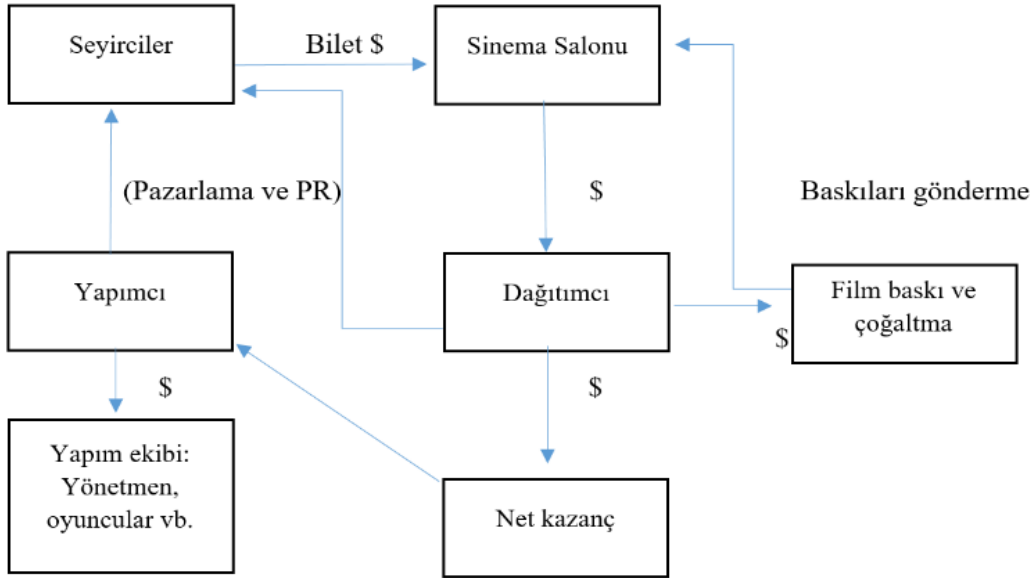 Seyirciler
Bilet $
Sinema Salonu
(Pazarlama ve PR)
$
Baskıları gönderme
Yapımcı
Dağıtımcı
Film baskı ve
çoğaltma
$
$
$
Yapım ekibi:
Yönetmen,
oyuncular vb.
Net kazanç